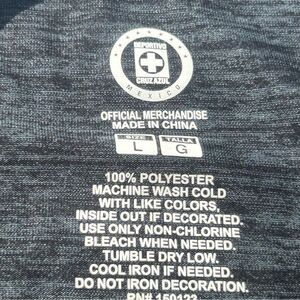 DEPORTIVO
CRUZ AZUL
MEXICO
OFFICIAL MERCHANDISE
MADE IN CHINA
SIZE TALLA
L G
100% POLYESTER
MACHINE WASH COLD
WITH LIKE COLORS,
INSIDE OUT IF DECORATED.
USE ONLY NON-CHLORINE
BLEACH WHEN NEEDED.
TUMBLE DRY LOW.
COOL IRON IF NEEDED.
DO NOT IRON DECORATION.
RN# 150123